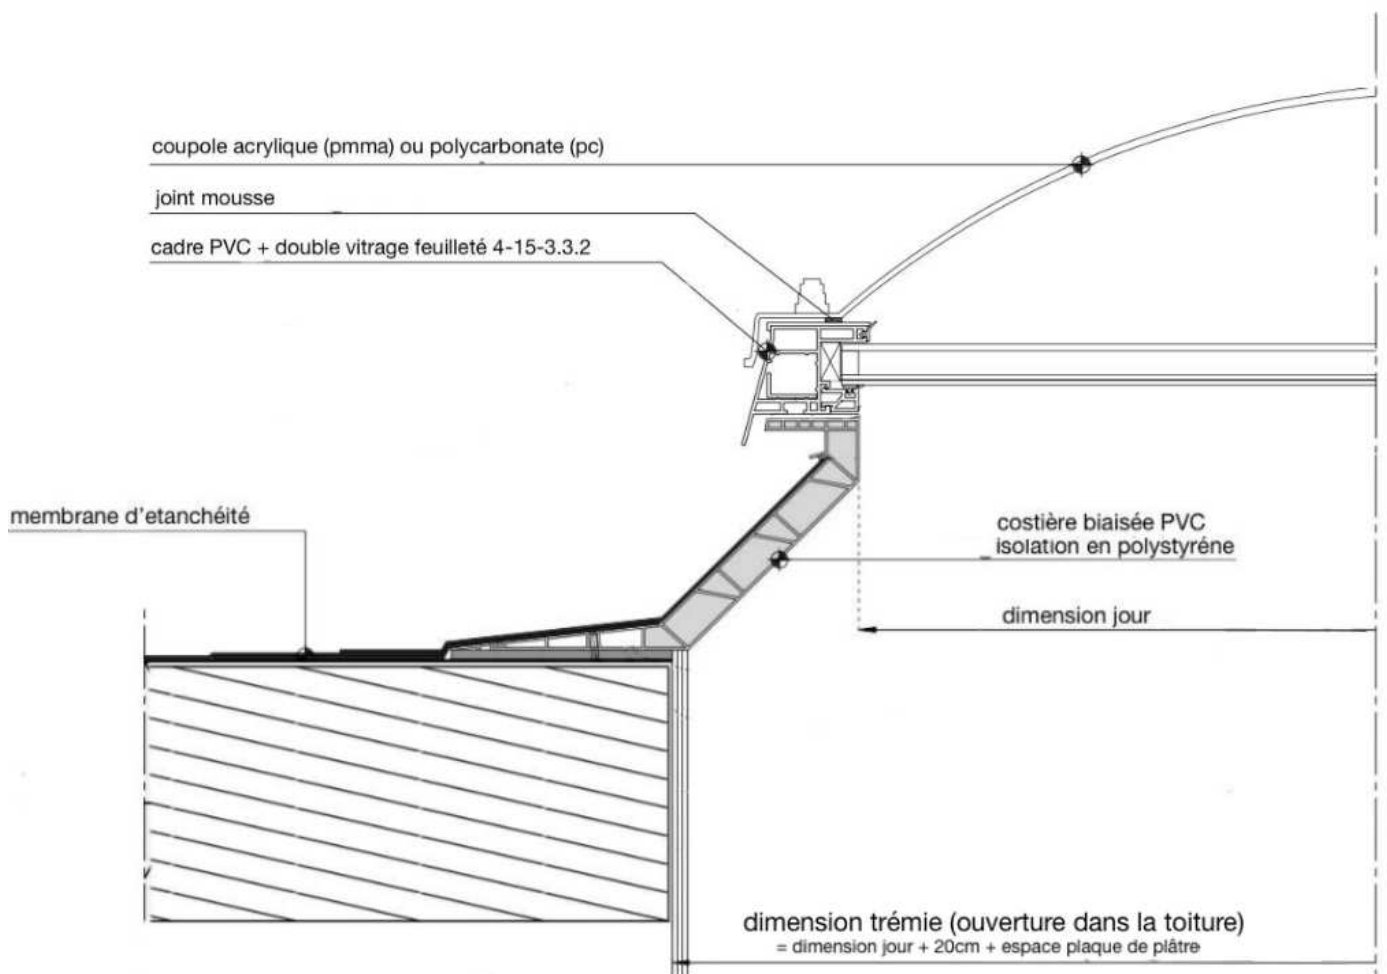 coupole acrylique (pmma) ou polycarbonate (pc)
joint mousse
cadre PVC + double vitrage feuilleté 4-15-3.3.2
membrane d'etanchéité
costière biaisée PVC
isolation en polystyréne
dimension jour
dimension trémie (ouverture dans la toiture)
= dimension jour + 20cm + espace plaque de plâtre